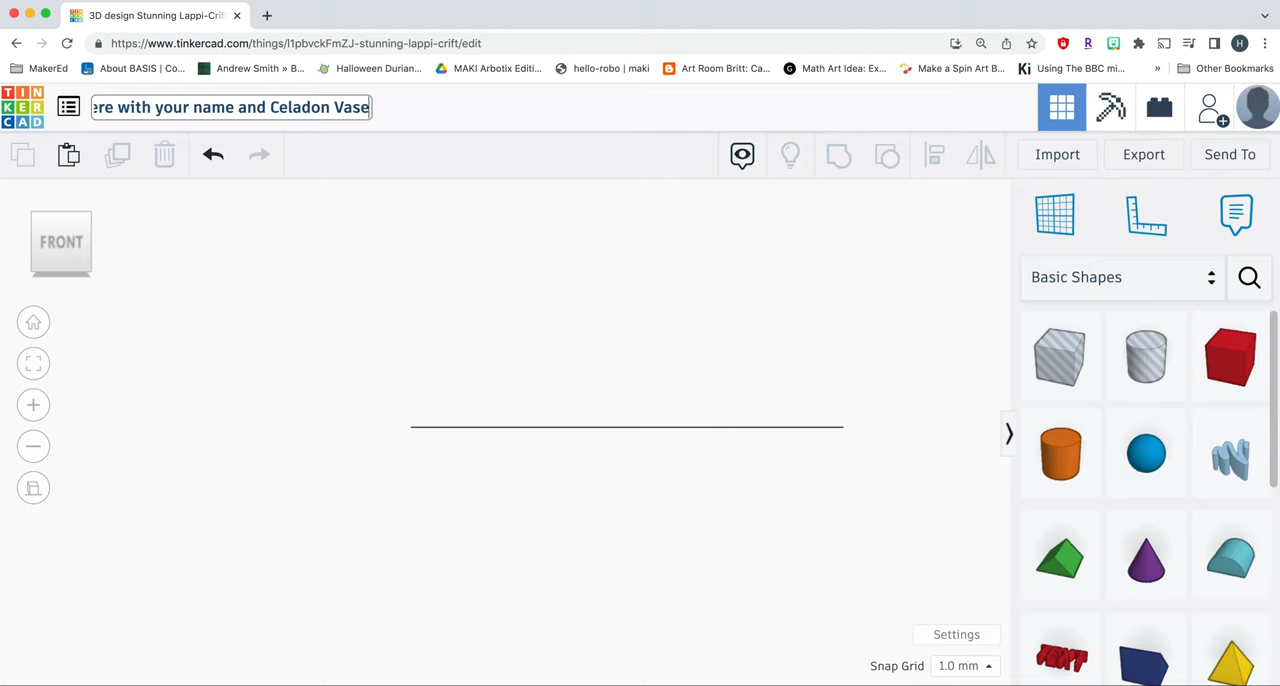 3D design Stunning Lappi-Crif
https://www.tinkercad.com/things/l1pbvckFmZJ-stunning-lappi-crift/edit
MakerEd
About BASIS | Co...
Andrew Smith » B...
Halloween Durian...
MAKI Arbotix Editi...
hello-robo | maki
Art Room Britt: Ca...
Math Art Idea: Ex...
Make a Spin Art B...
Using The BBC mi...
»
Other Bookmarks
TIN
KER
CAD
ere with your name and Celadon Vase
Import
Export
Send To
FRONT
Basic Shapes
TEXT
Settings
Snap Grid
1.0 mm